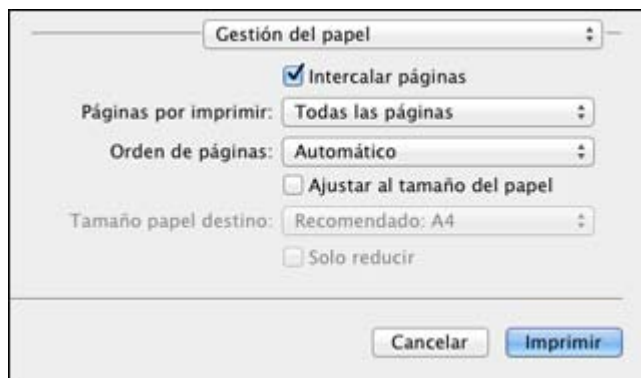 Gestión del papel
Intercalar páginas
Páginas por imprimir: Todas las páginas
Orden de páginas: Automático
Ajustar al tamaño del papel
Tamaño papel destino: Recomendado: A4
Solo reducir
Cancelar Imprimir